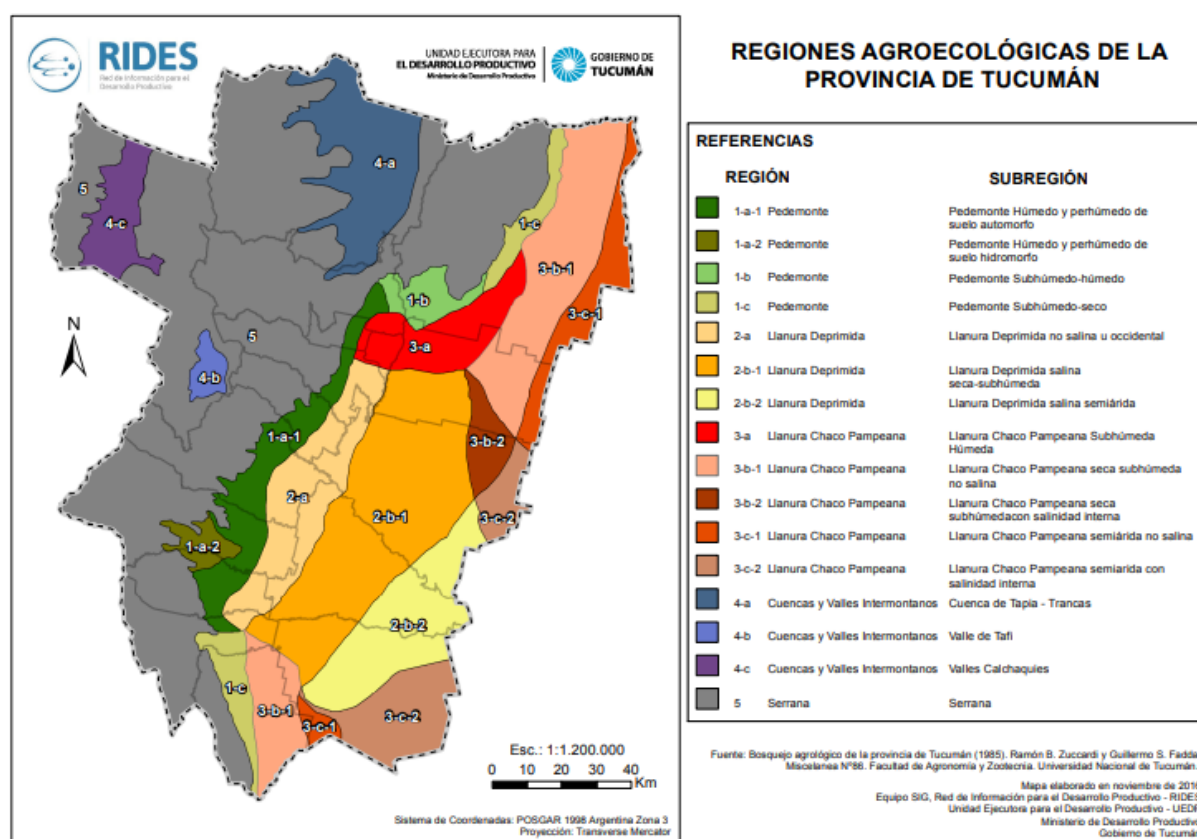 RIDES
Red de Información para el
Desarrollo Productivo
UNIDAD EJECUTORA PARA
EL DESARROLLO PRODUCTIVO
Ministerio de Desarrollo Productivo
GOBIERNO DE
TUCUMÁN
4-a
5
4-c
1-c
3-b-1
1-b
3-c-1
N
5
3-a
4-b
1-a-1
3-b-2
2-a
2-b-1
3-c-2
1-a-2
2-b-2
1-c
3-b-1
3-c-1
3-c-2
Esc.: 1:1.200.000
0 10 20 30 40
Km
Sistema de Coordenadas: POSGAR 1998 Argentina Zona 3
Proyección: Transverse Mercator
REGIONES AGROECOLÓGICAS DE LA
PROVINCIA DE TUCUMÁN
REFERENCIAS
REGIÓN SUBREGIÓN
1-a-1 Pedemonte Pedemonte Húmedo y perhúmedo de
suelo automorfo
1-a-2 Pedemonte Pedemonte Húmedo y perhúmedo de
suelo hidromorfo
1-b Pedemonte Pedemonte Subhúmedo-húmedo
1-c Pedemonte Pedemonte Subhúmedo-seco
2-a Llanura Deprimida Llanura Deprimida no salina u occidental
2-b-1 Llanura Deprimida Llanura Deprimida salina
seca-subhúmeda
2-b-2 Llanura Deprimida Llanura Deprimida salina semiárida
3-a Llanura Chaco Pampeana Llanura Chaco Pampeana Subhúmeda
Húmeda
3-b-1 Llanura Chaco Pampeana Llanura Chaco Pampeana seca subhúmeda
no salina
3-b-2 Llanura Chaco Pampeana Llanura Chaco Pampeana seca
subhúmedacon salinidad interna
3-c-1 Llanura Chaco Pampeana Llanura Chaco Pampeana semiárida no salina
3-c-2 Llanura Chaco Pampeana Llanura Chaco Pampeana semiarida con
salinidad interna
4-a Cuencas y Valles Intermontanos Cuenca de Tapia - Trancas
4-b Cuencas y Valles Intermontanos Valle de Tafi
4-c Cuencas y Valles Intermontanos Valles Calchaquies
5 Serrana Serrana
Fuente: Bosquejo agrológico de la provincia de Tucumán (1985). Ramón B. Zuccardi y Guillermo S. Fadda.
Miscelanea Nº86. Facultad de Agronomía y Zootecnia. Universidad Nacional de Tucumán.
Mapa elaborado en noviembre de
Equipo SIG, Red de Información para el Desarrollo Productivo - RIDES
Unidad Ejecutora para el Desarrollo Productivo - UEDP
Ministerio de Desarrollo Productivo
Gobierno de Tucumán